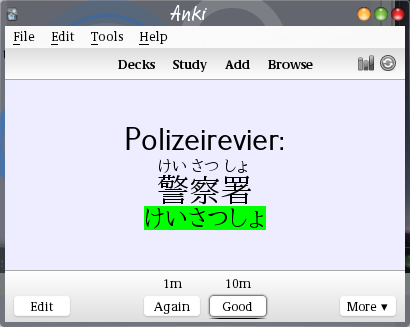 Anki
File Edit Tools Help
Decks Study Add Browse
Polizeirevier:
けい さつ しょ
警察署
けいさつしょ
1m 10m
Edit Again Good More ▾